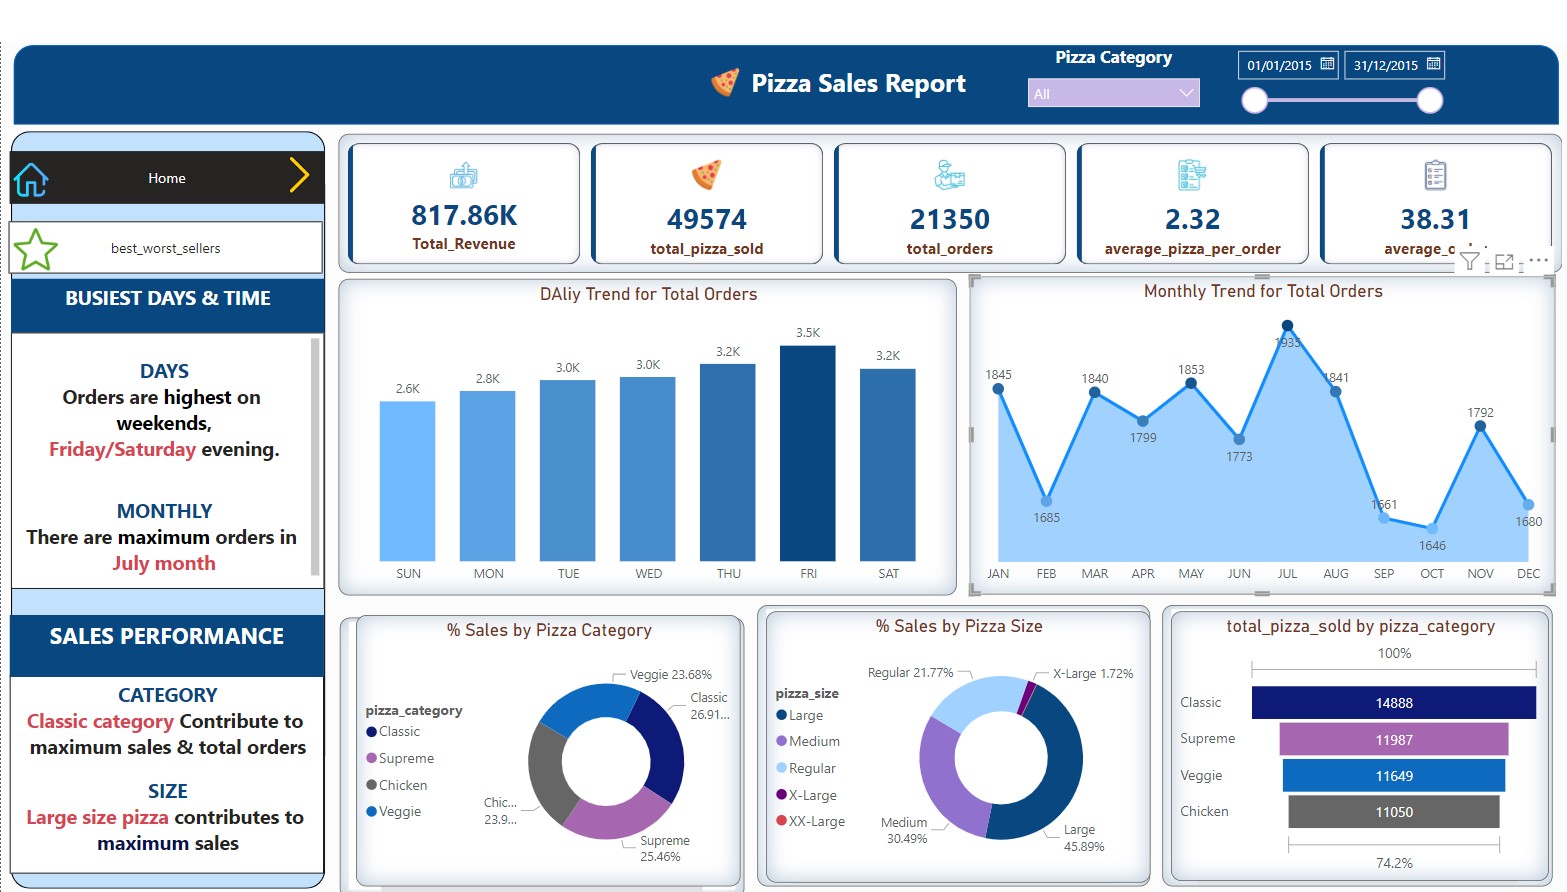 Pizza Sales Report
Pizza Category
All
01/01/2015
31/12/2015
Home
best_worst_sellers
BUSIEST DAYS & TIME
DAYS
Orders are highest on
weekends,
Friday/Saturday evening.
MONTHLY
There are maximum orders in
July month
SALES PERFORMANCE
CATEGORY
Classic category Contribute to
maximum sales & total orders
SIZE
Large size pizza contributes to
maximum sales
817.86K
Total_Revenue
49574
total_pizza_sold
21350
total_orders
2.32
average_pizza_per_order
38.31
DAliy Trend for Total Orders
2.6K
2.8K
3.0K
3.0K
3.2K
3.5K
3.2K
SUN
MON
TUE
WED
THU
FRI
SAT
Monthly Trend for Total Orders
1845
1685
1840
1799
1853
1773
1935
1841
1661
1646
1792
1680
JAN
FEB
MAR
APR
MAY
JUN
JUL
AUG
SEP
OCT
NOV
DEC
% Sales by Pizza Category
pizza_category
Classic
Supreme
Chicken
Veggie
Veggie 23.68%
Classic
26.91...
Chic...
23.9...
Supreme
25.46%
% Sales by Pizza Size
pizza_size
Large
Medium
Regular
X-Large
XX-Large
Regular 21.77%
X-Large 1.72%
Medium
30.49%
Large
45.89%
total_pizza_sold by pizza_category
100%
Classic 14888
Supreme 11987
Veggie 11649
Chicken 11050
74.2%